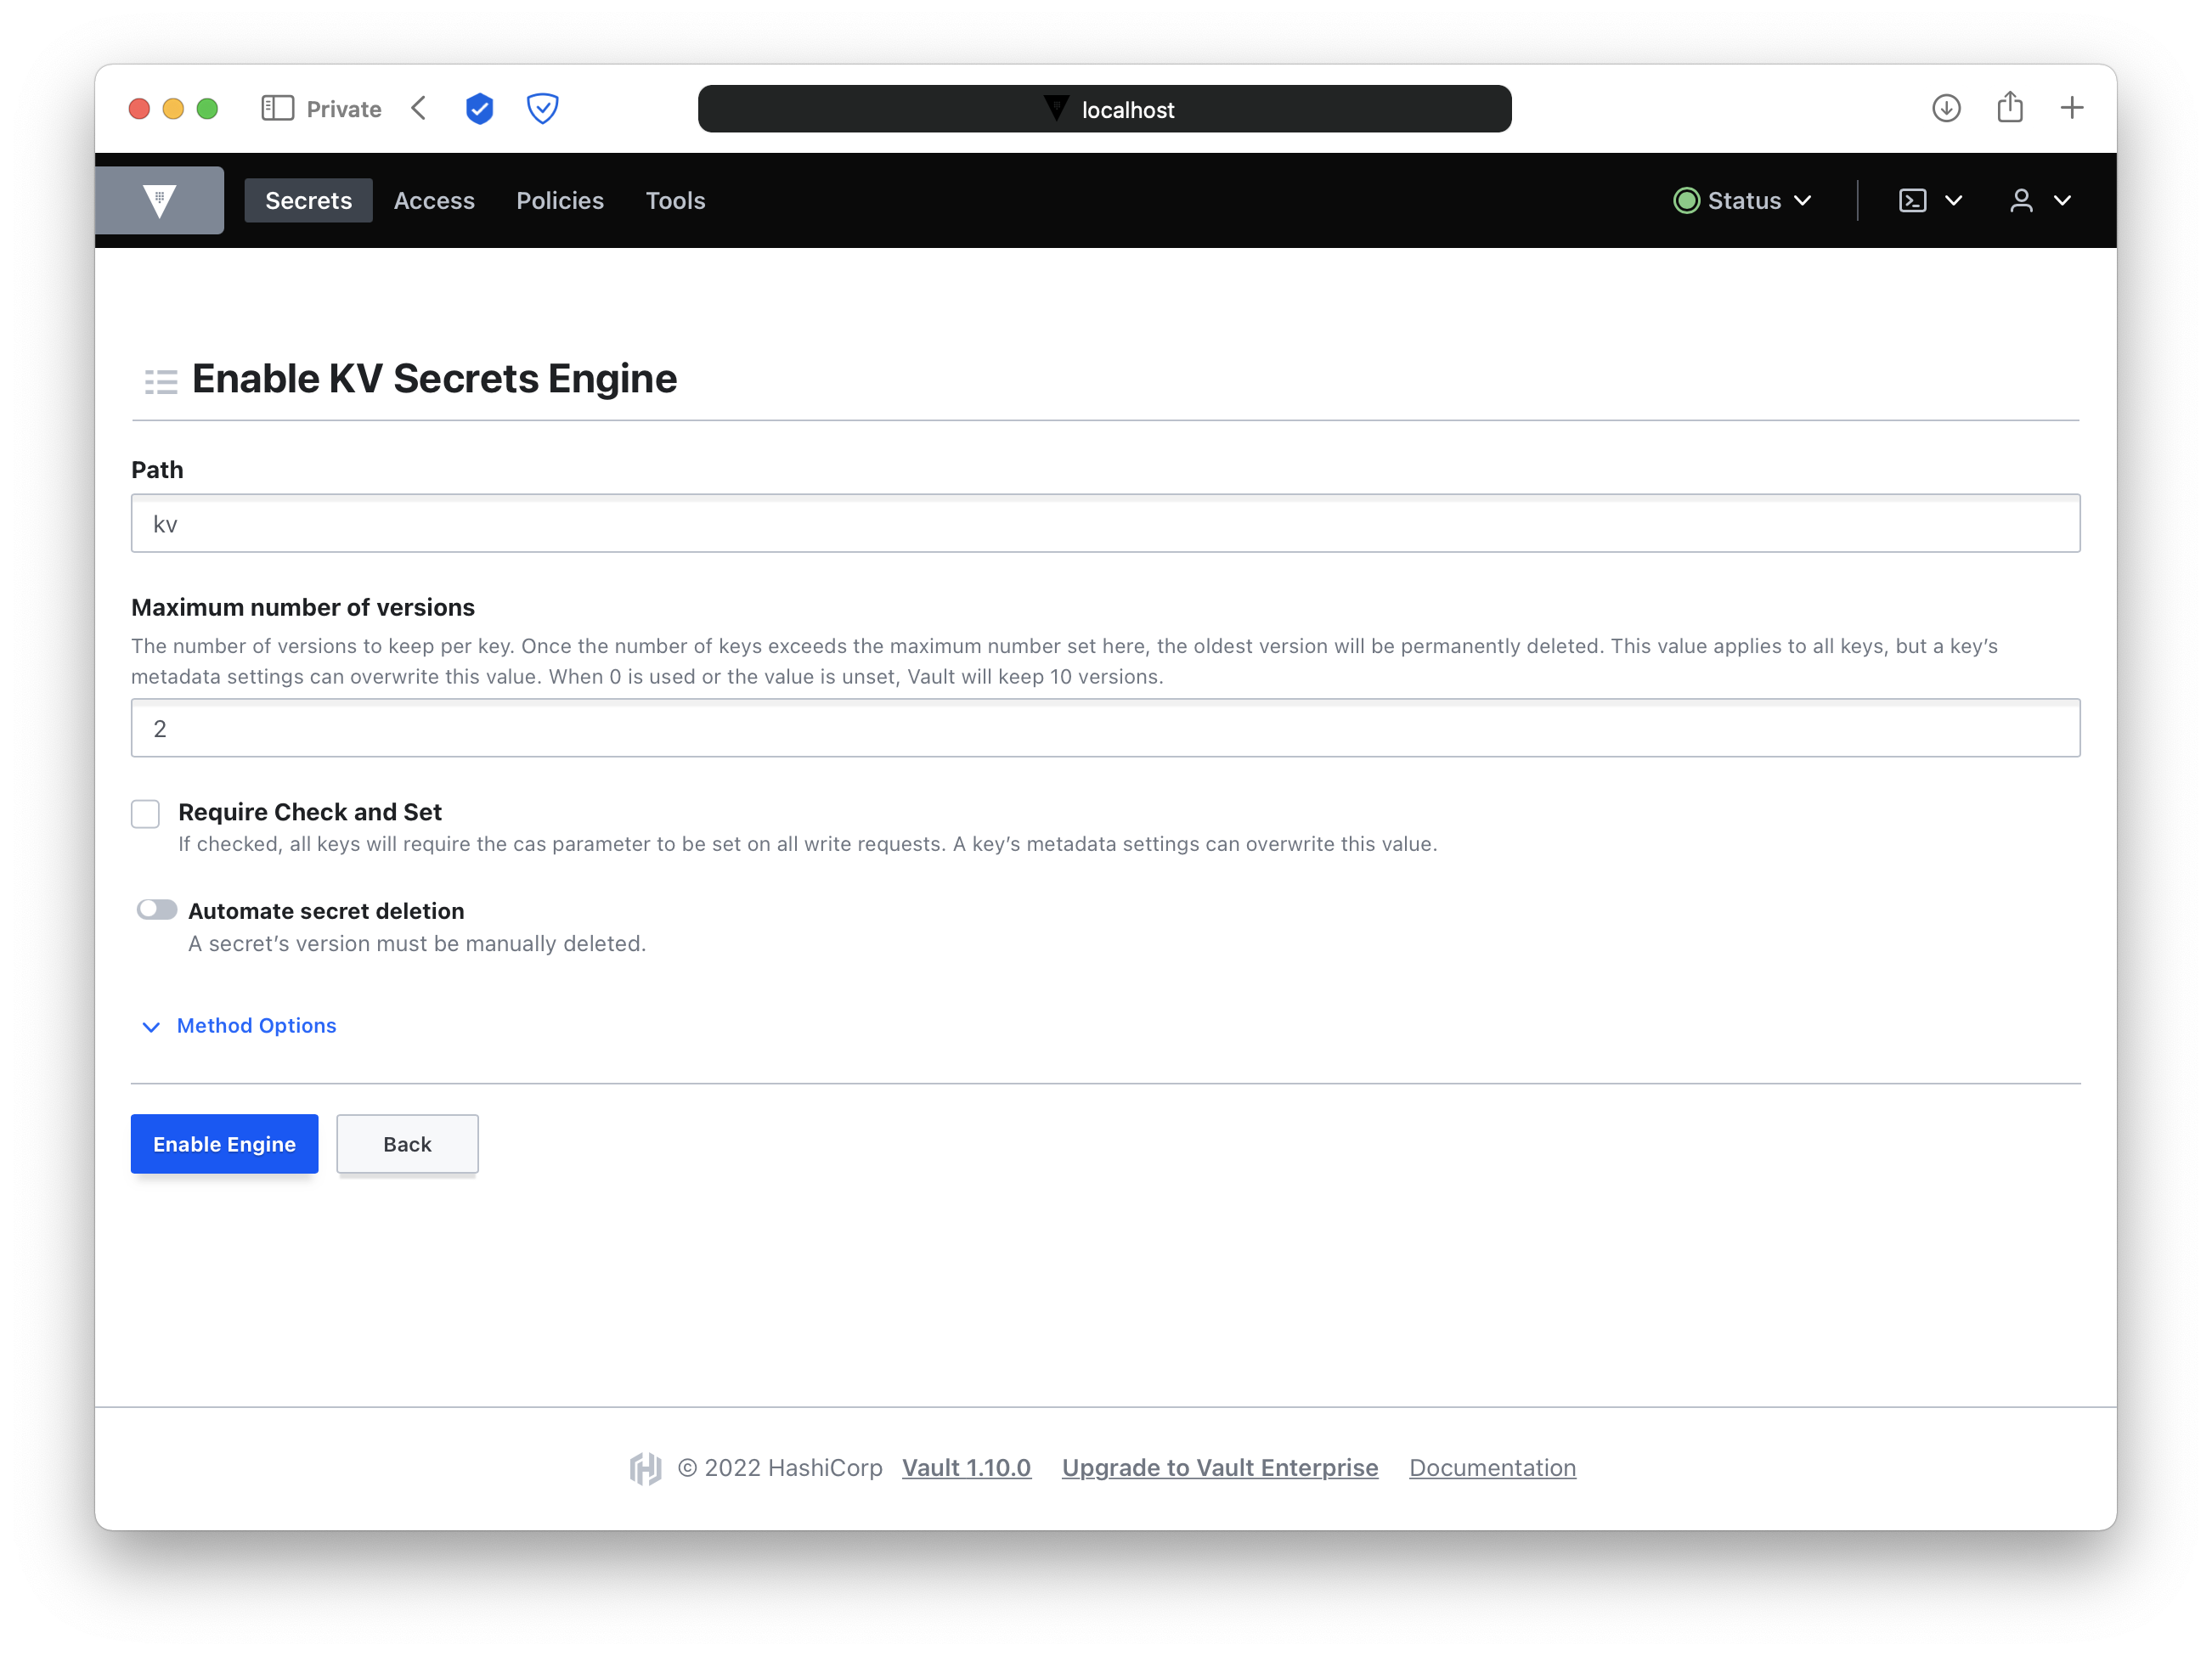 Private
localhost
Secrets Access Policies Tools Status
Enable KV Secrets Engine
Path
kv
Maximum number of versions
The number of versions to keep per key. Once the number of keys exceeds the maximum number set here, the oldest version will be permanently deleted. This value applies to all keys, but a key’s
metadata settings can overwrite this value. When 0 is used or the value is unset, Vault will keep 10 versions.
2
Require Check and Set
If checked, all keys will require the cas parameter to be set on all write requests. A key’s metadata settings can overwrite this value.
Automate secret deletion
A secret’s version must be manually deleted.
Method Options
Enable Engine Back
© 2022 HashiCorp Vault 1.10.0 Upgrade to Vault Enterprise Documentation